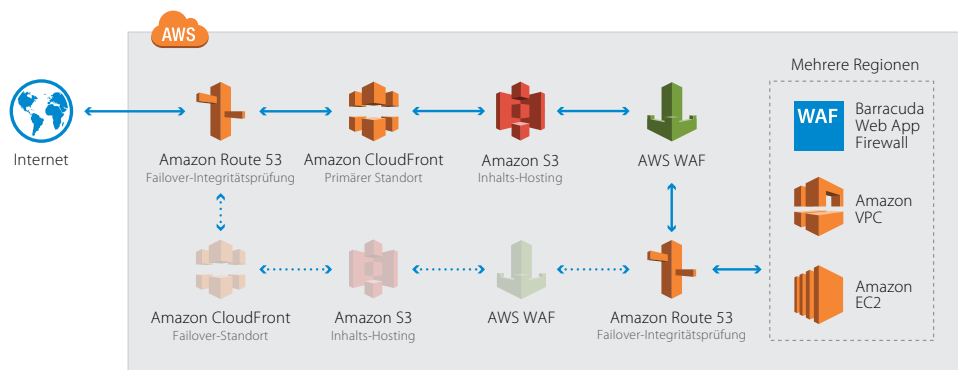 AWS
Mehrere Regionen
Internet
Amazon Route 53
Failover-Integritätsprüfung
Amazon CloudFront
Primärer Standort
Amazon S3
Inhalts-Hosting
AWS WAF
WAF
Barracuda
Web App
Firewall
Amazon
VPC
Amazon
EC2
Amazon CloudFront
Failover-Standort
Amazon S3
Inhalts-Hosting
AWS WAF
Amazon Route 53
Failover-Integritätsprüfung